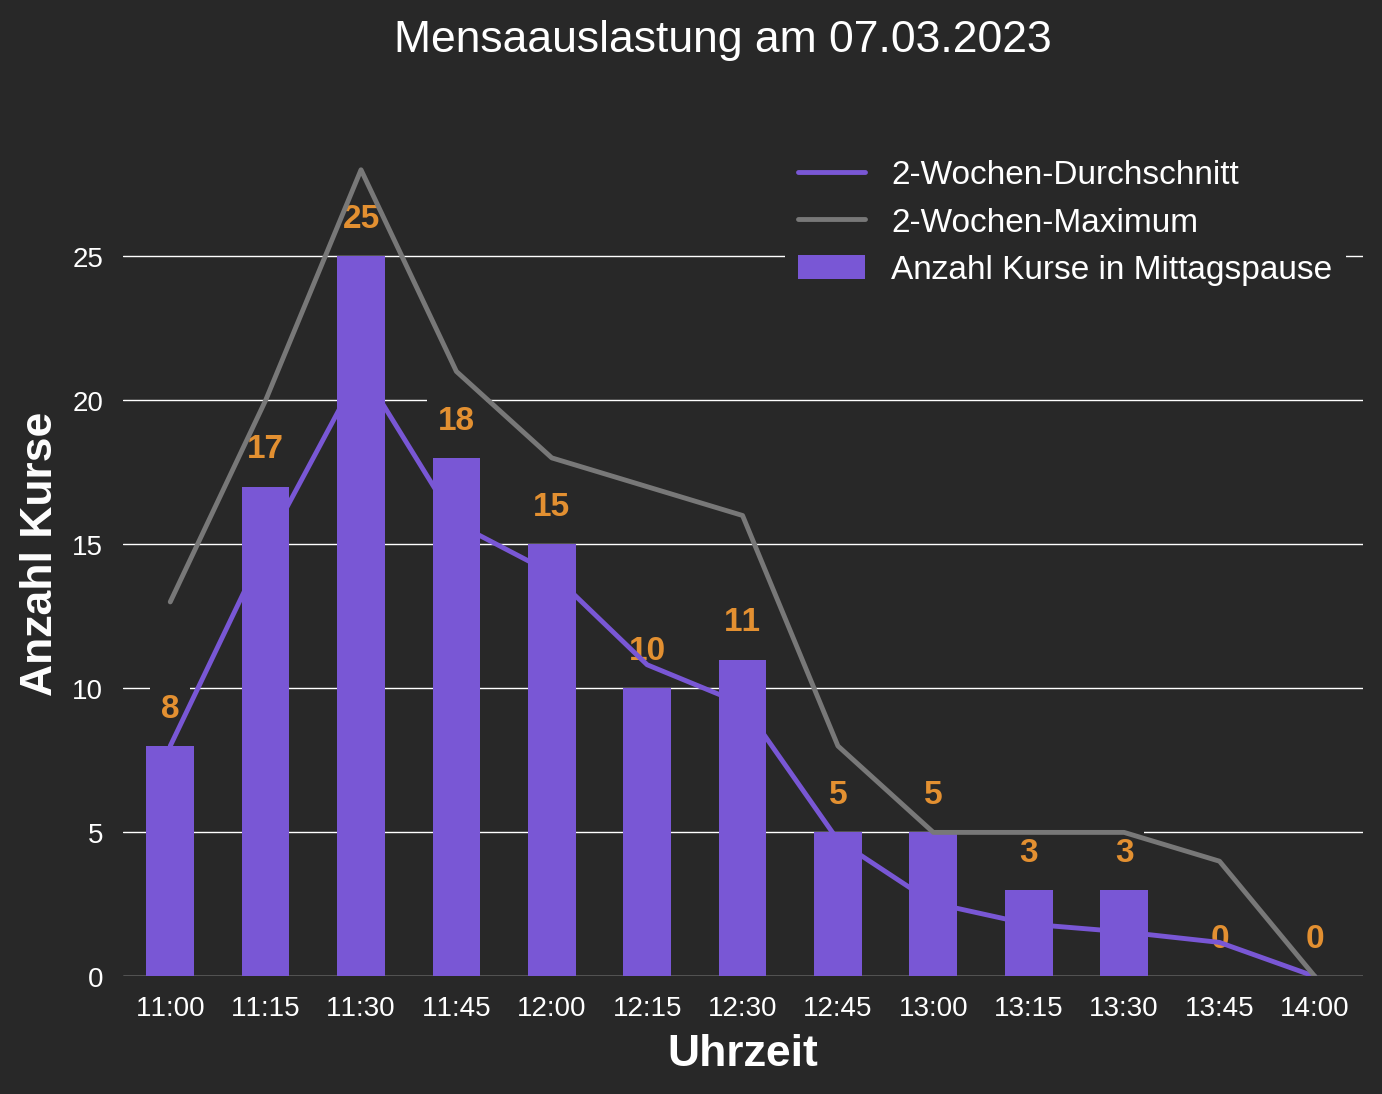 Mensaauslastung am 07.03.2023
2-Wochen-Durchschnitt
2-Wochen-Maximum
Anzahl Kurse in Mittagspause
Anzahl Kurse
25
20
15
10
5
0
8
17
25
18
15
10
11
5
5
3
3
0
0
11:00 11:15 11:30 11:45 12:00 12:15 12:30 12:45 13:00 13:15 13:30 13:45 14:00
Uhrzeit